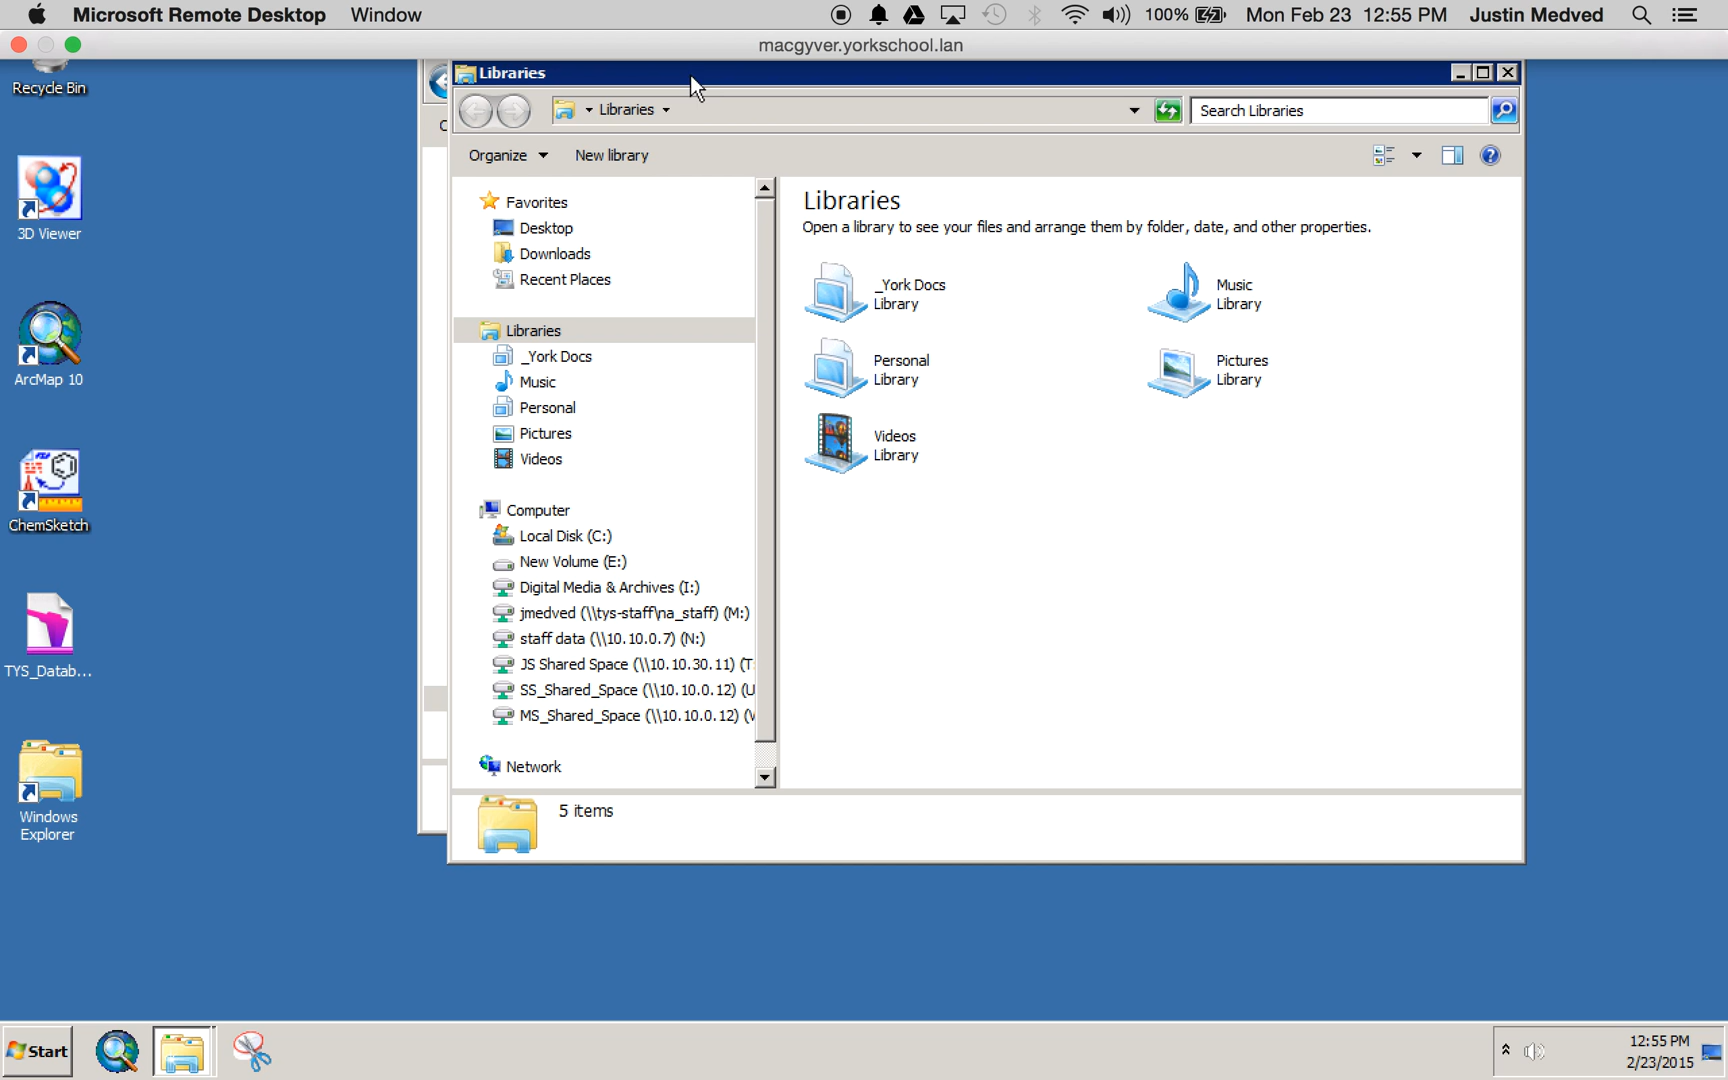 Microsoft Remote Desktop Window 100% Mon Feb 23 12:55 PM Justin Medved
macgyver.yorkschool.lan
Recycle Bin
3D Viewer
ArcMap 10
ChemSketch
TYS_Datab...
Windows
Explorer
Libraries
Libraries
Search Libraries
Organize New library
Favorites
Desktop
Downloads
Recent Places
Libraries
_York Docs
Music
Personal
Pictures
Videos
Computer
Local Disk (C:)
New Volume (E:)
Digital Media & Archives (I:)
jmedved (\\tys-staff\na_staff) (M:)
staff data (\\10.10.0.7) (N:)
JS Shared Space (\\10.10.30.11) (T:
SS_Shared_Space (\\10.10.0.12) (U
MS_Shared_Space (\\10.10.0.12) (V
Network
Libraries
Open a library to see your files and arrange them by folder, date, and other properties.
_York Docs
Library
Music
Library
Personal
Library
Pictures
Library
Videos
Library
5 items
Start
12:55 PM
2/23/2015